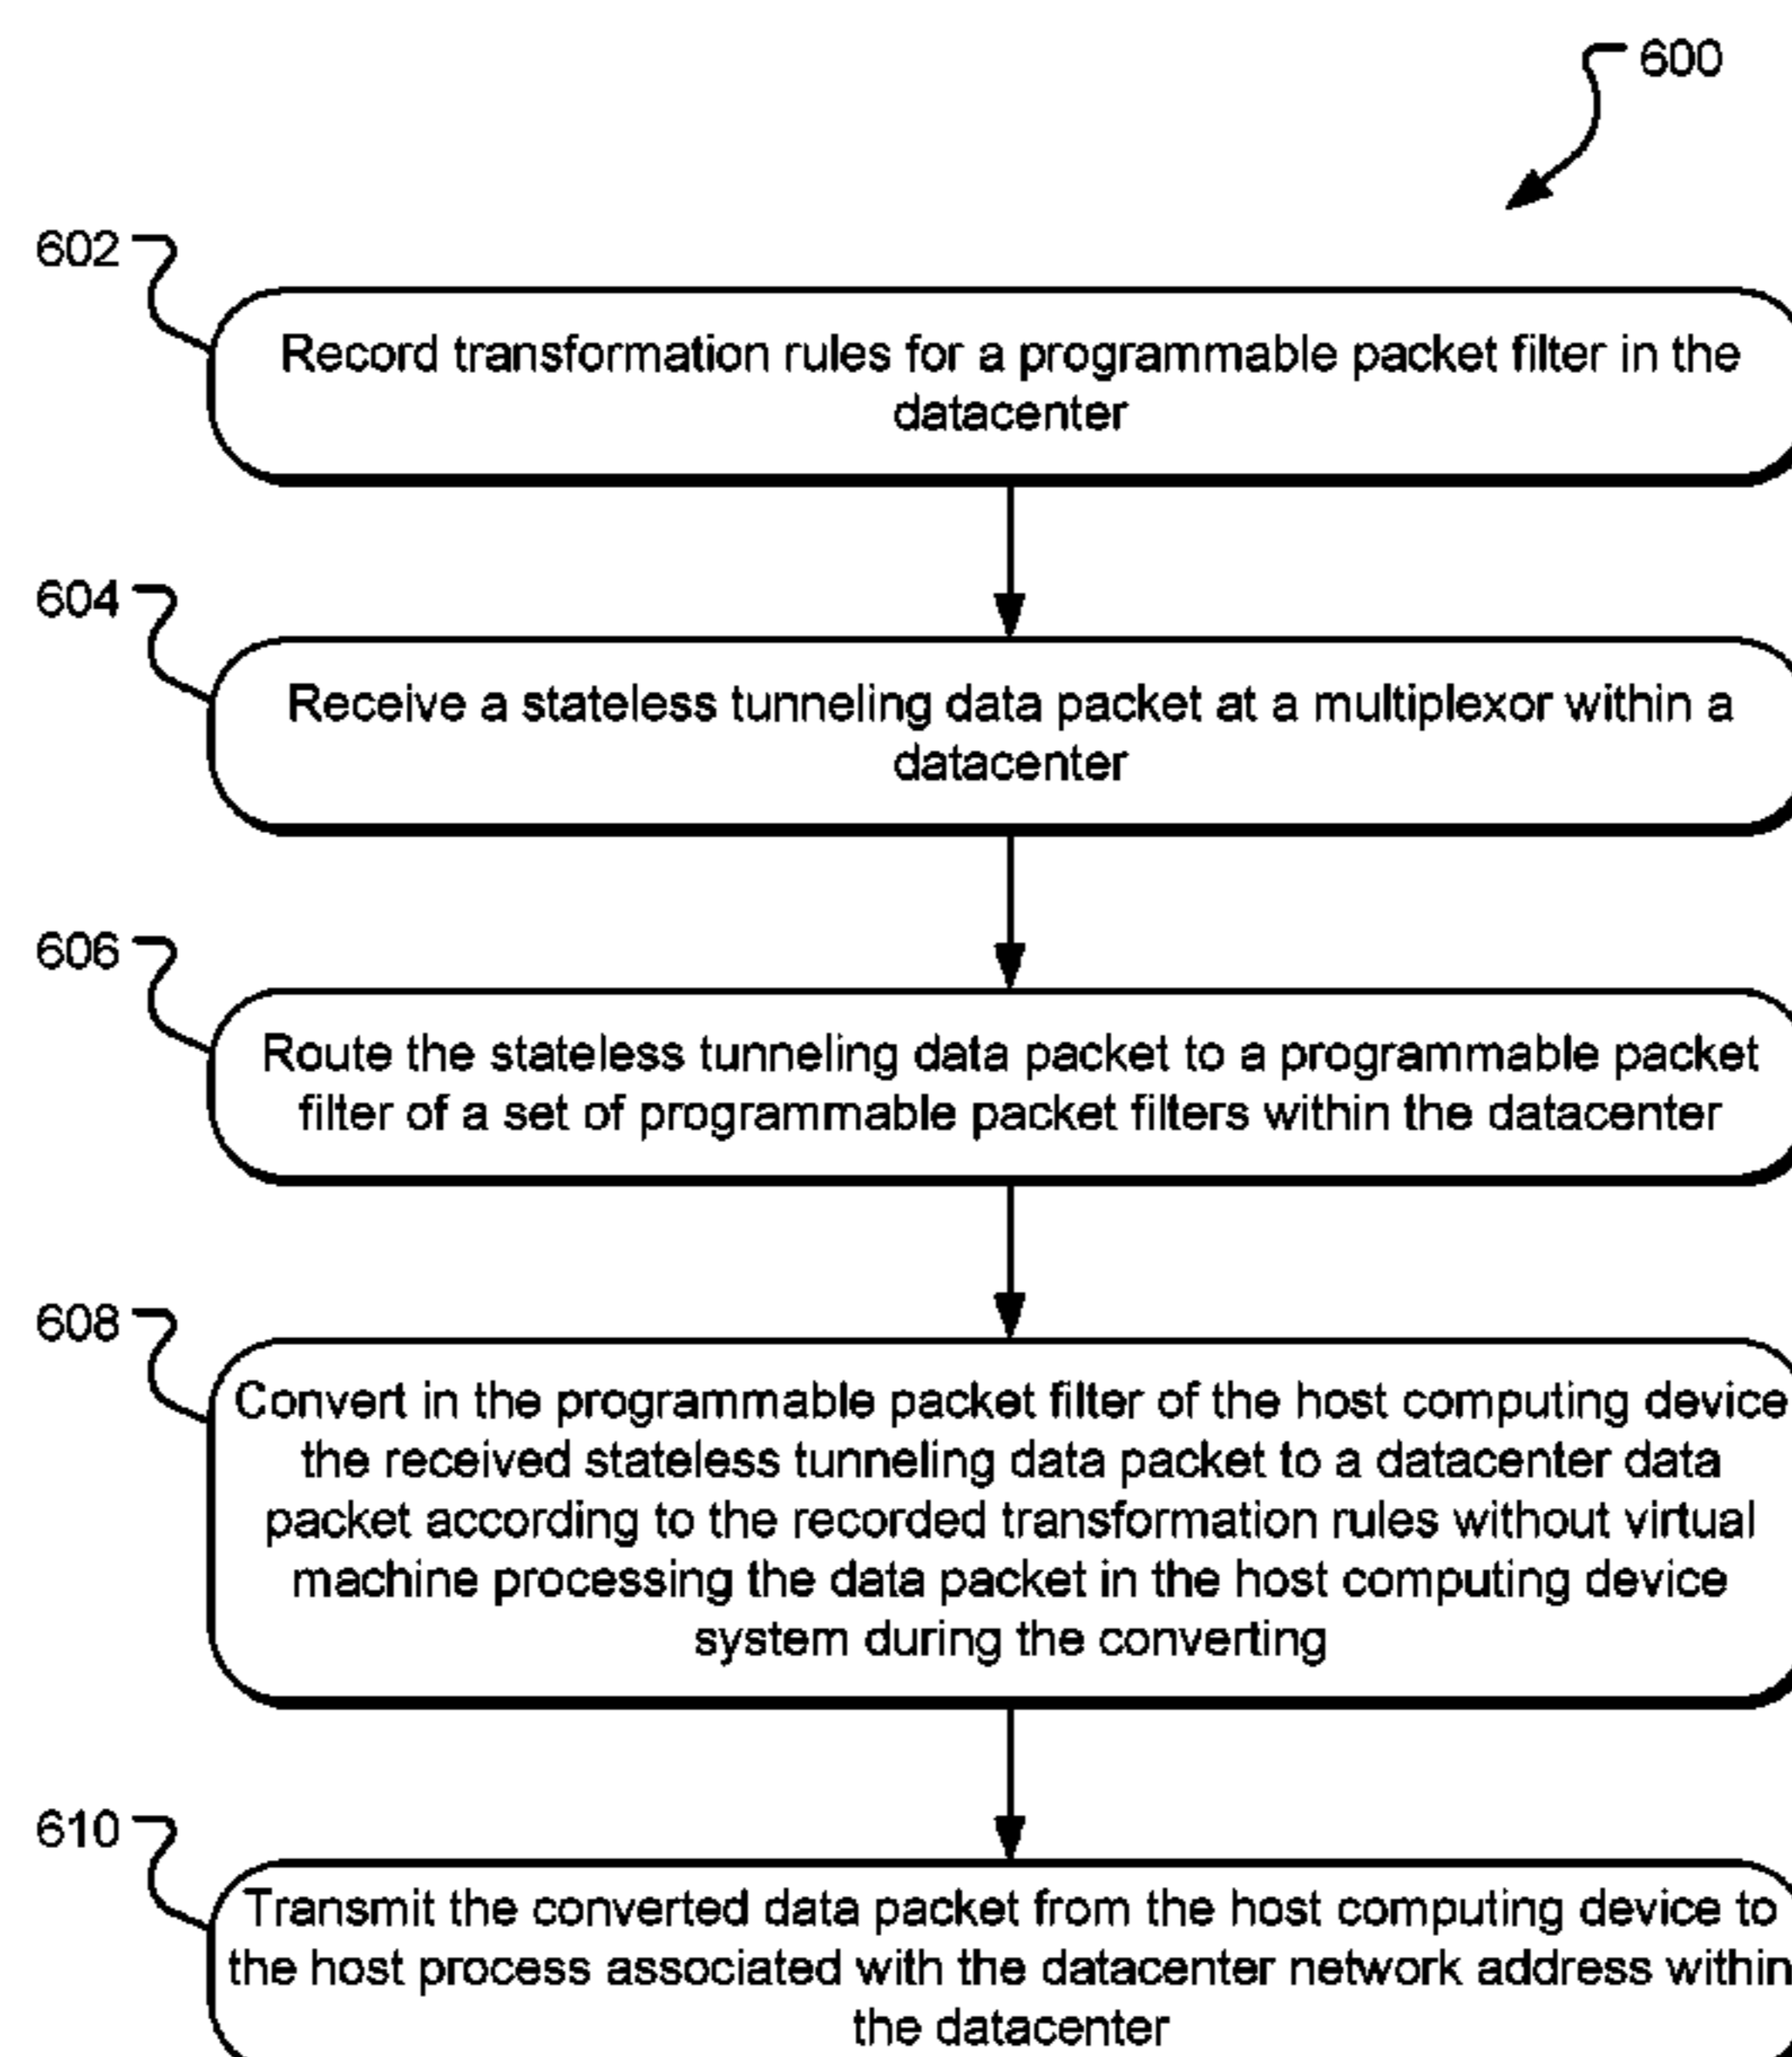 600
602
Record transformation rules for a programmable packet filter in the
datacenter
604
Receive a stateless tunneling data packet at a multiplexor within a
datacenter
606
Route the stateless tunneling data packet to a programmable packet
filter of a set of programmable packet filters within the datacenter
608
Convert in the programmable packet filter of the host computing device
the received stateless tunneling data packet to a datacenter data
packet according to the recorded transformation rules without virtual
machine processing the data packet in the host computing device
system during the converting
610
Transmit the converted data packet from the host computing device to
the host process associated with the datacenter network address within
the datacenter